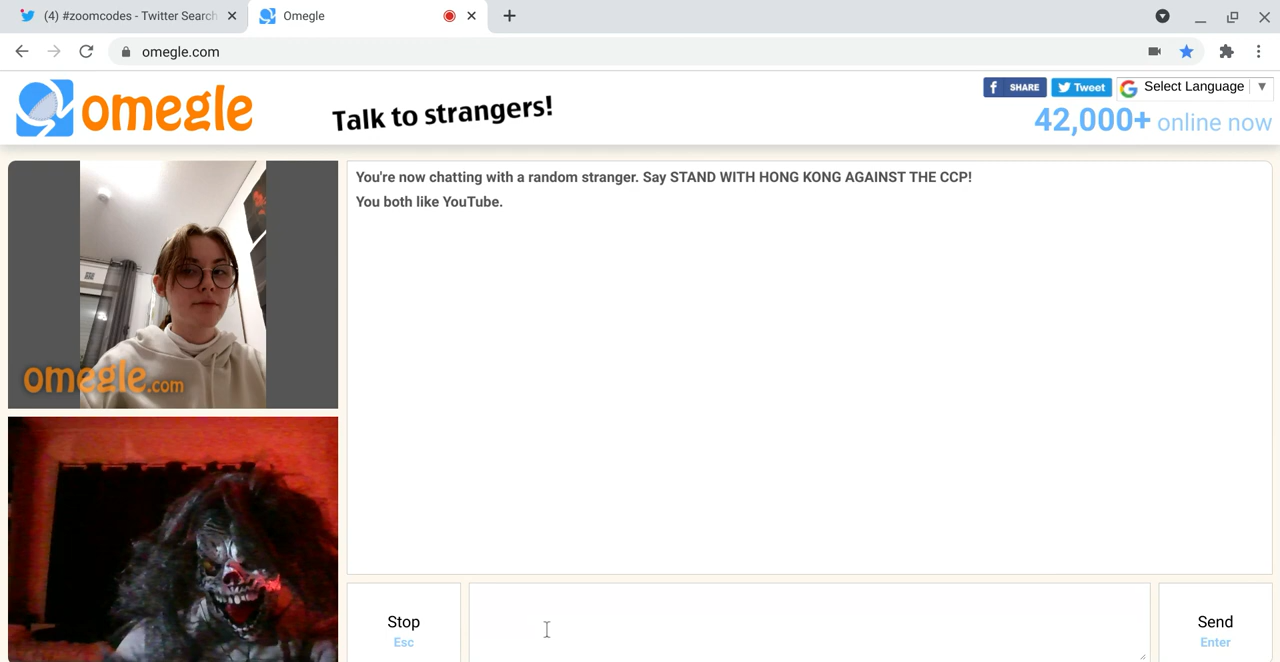 (4) #zoomcodes - Twitter Search
Omegle
omegle.com
omegle
Talk to strangers!
SHARE
Tweet
Select Language
42,000+ online now
You're now chatting with a random stranger. Say STAND WITH HONG KONG AGAINST THE CCP!
You both like YouTube.
omegle.com
Stop
Esc
Send
Enter